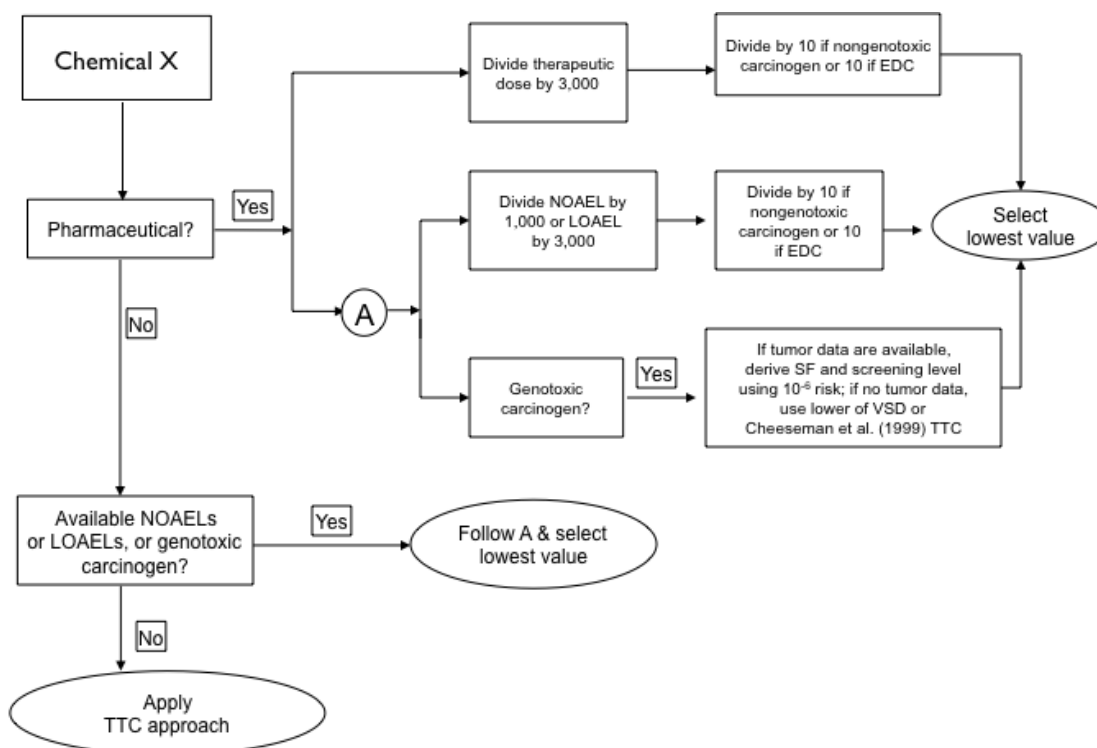 Chemical X
Divide therapeutic
dose by 3,000
Divide by 10 if nongenotoxic
carcinogen or 10 if EDC
Pharmaceutical?
Yes
Divide NOAEL by
1,000 or LOAEL
by 3,000
Divide by 10 if
nongenotoxic
carcinogen or 10
if EDC
Select
lowest value
A
No
Genotoxic
carcinogen?
Yes
If tumor data are available,
derive SF and screening level
using 10⁻⁶ risk; if no tumor data,
use lower of VSD or
Cheeseman et al. (1999) TTC
Available NOAELs
or LOAELs, or genotoxic
carcinogen?
Yes
Follow A & select
lowest value
No
Apply
TTC approach